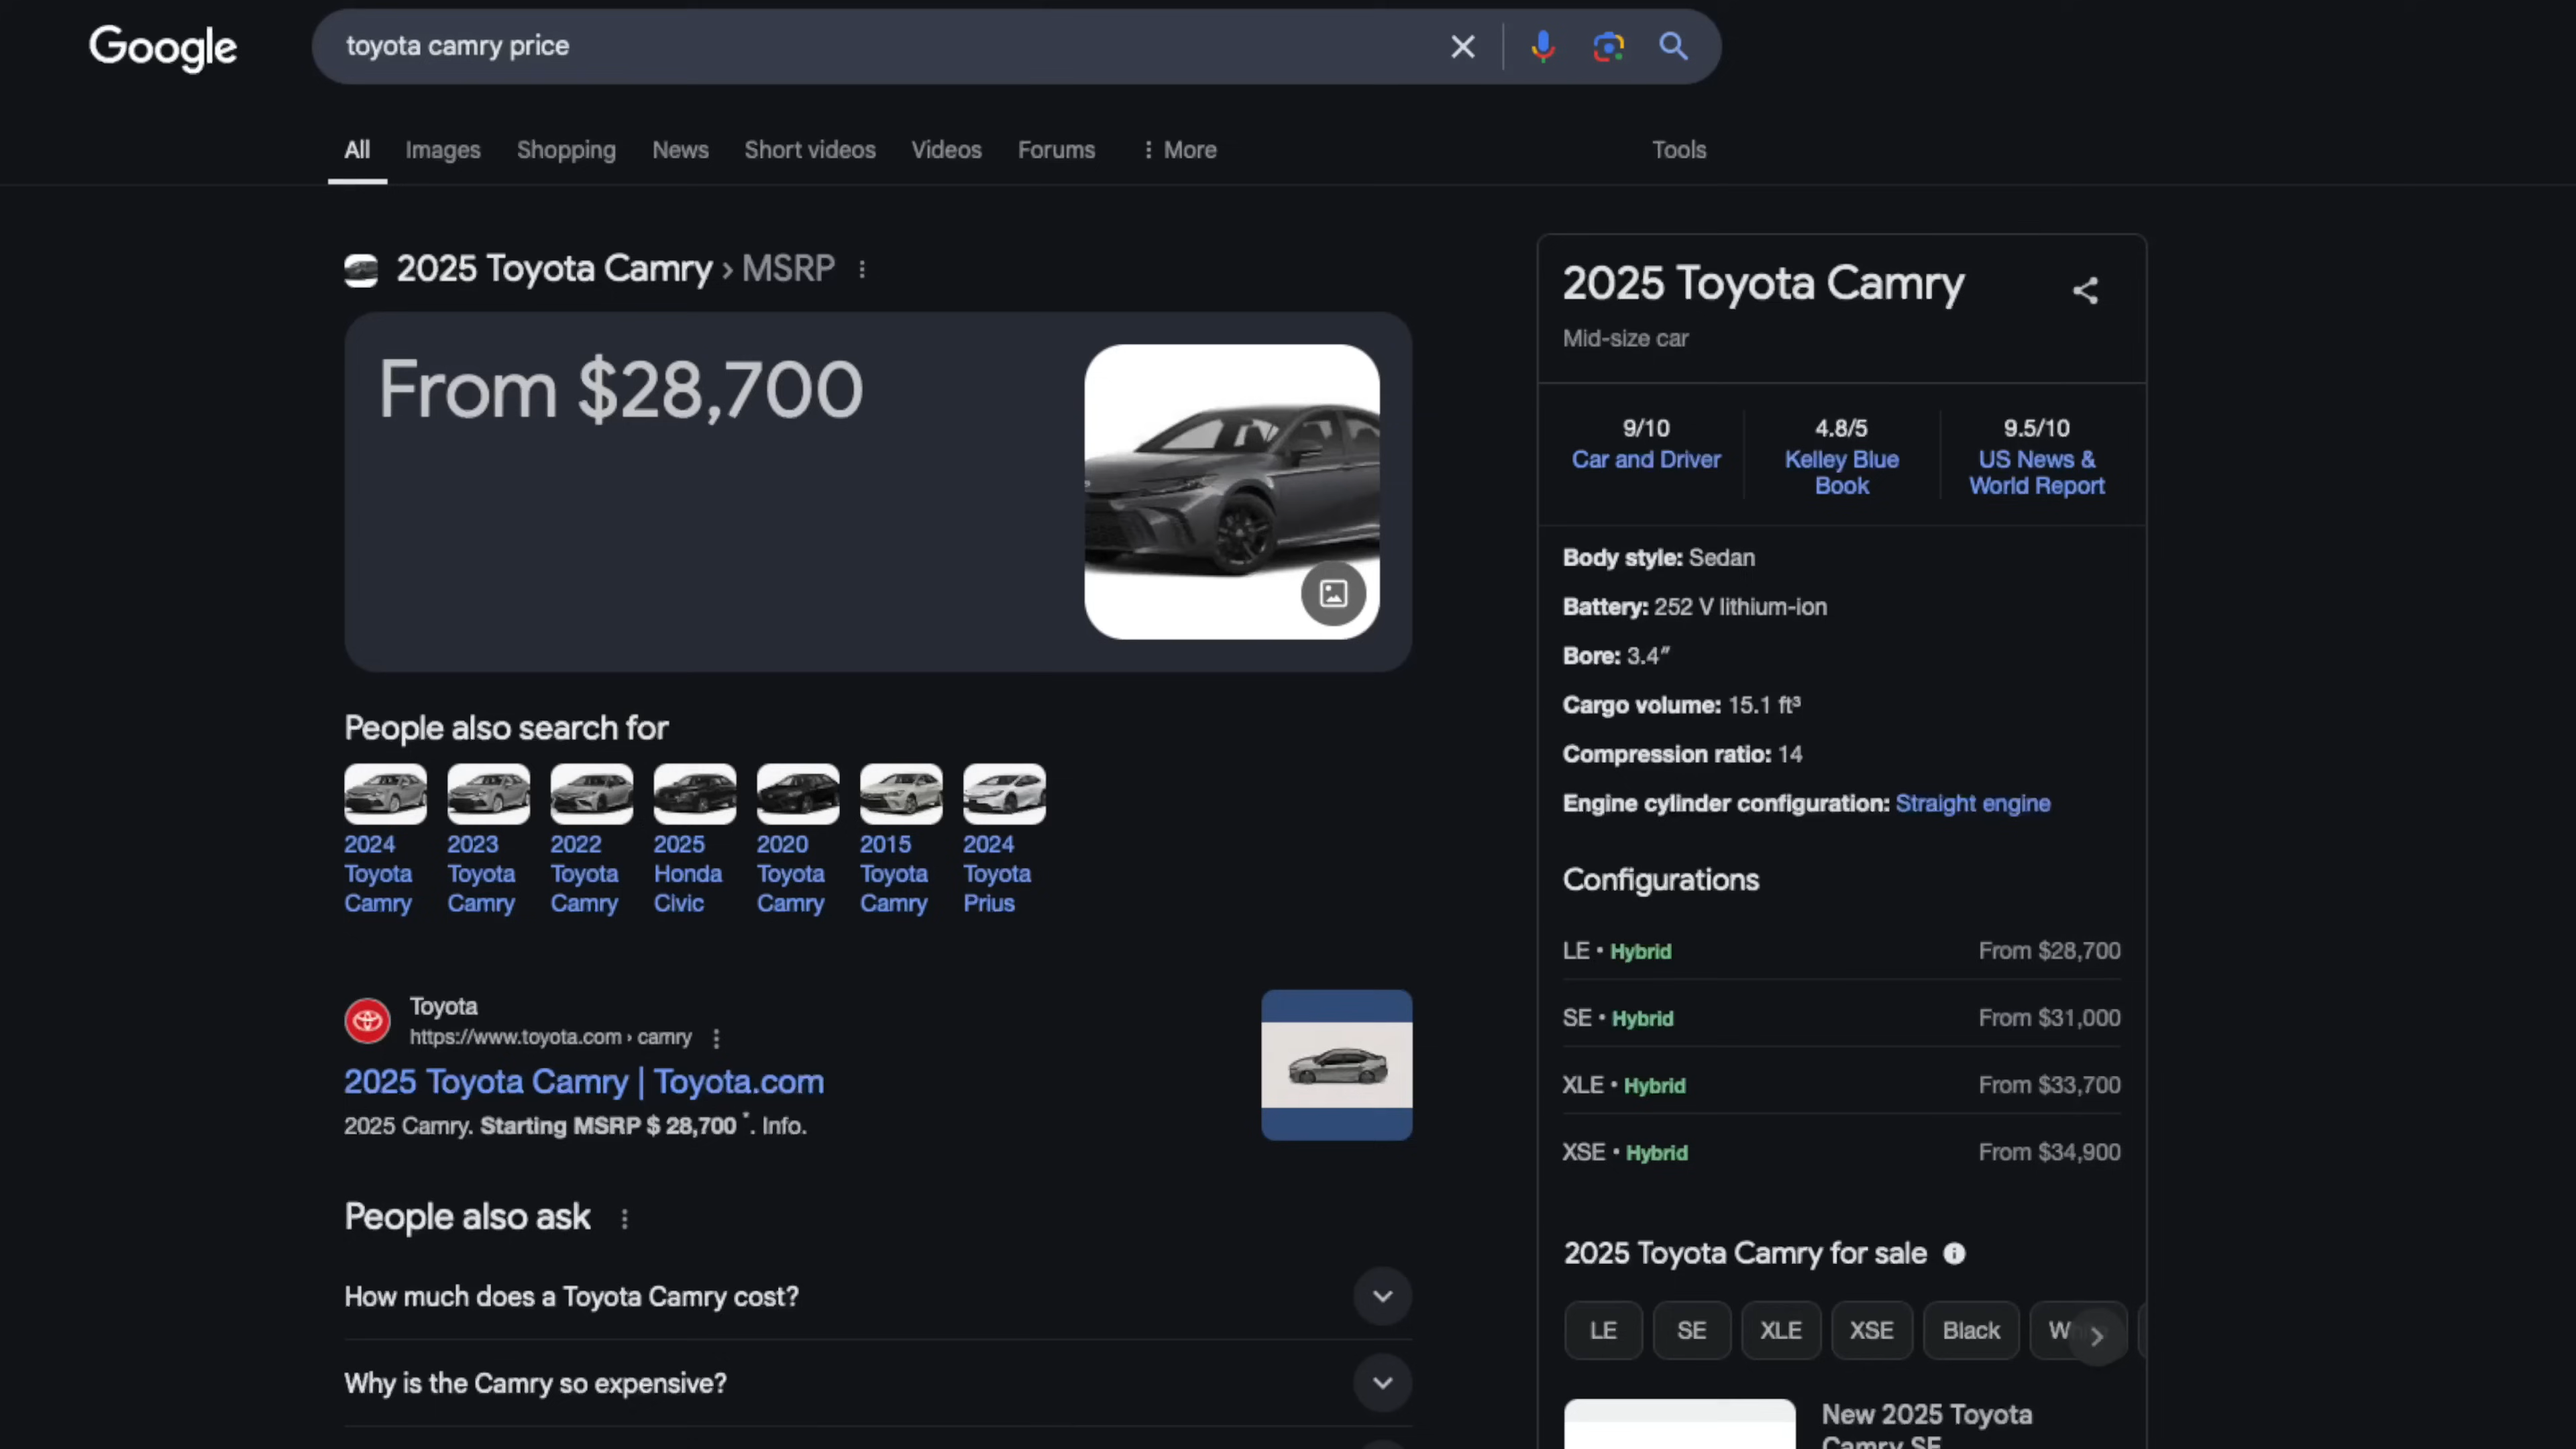 Google
toyota camry price
All Images Shopping News Short videos Videos Forums More Tools
2025 Toyota Camry › MSRP
From $28,700
People also search for
2024 Toyota Camry
2023 Toyota Camry
2022 Toyota Camry
2025 Honda Civic
2020 Toyota Camry
2015 Toyota Camry
2024 Toyota Prius
Toyota
https://www.toyota.com › camry
2025 Toyota Camry | Toyota.com
2025 Camry. Starting MSRP $ 28,700 *. Info.
People also ask
How much does a Toyota Camry cost?
Why is the Camry so expensive?
2025 Toyota Camry
Mid-size car
9/10
Car and Driver
4.8/5
Kelley Blue
Book
9.5/10
US News &
World Report
Body style: Sedan
Battery: 252 V lithium-ion
Bore: 3.4″
Cargo volume: 15.1 ft³
Compression ratio: 14
Engine cylinder configuration: Straight engine
Configurations
LE • Hybrid From $28,700
SE • Hybrid From $31,000
XLE • Hybrid From $33,700
XSE • Hybrid From $34,900
2025 Toyota Camry for sale
LE SE XLE XSE Black
New 2025 Toyota
Camry SE